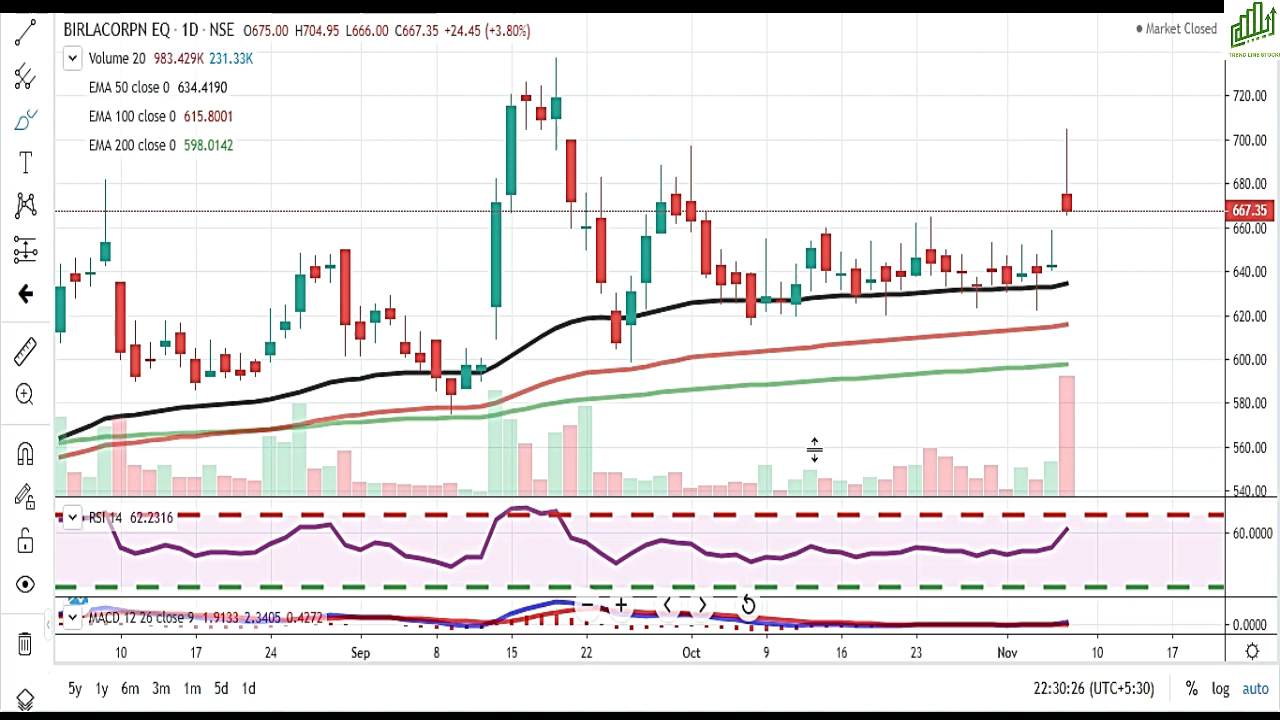 BIRLACORPN EQ · 1D · NSE O675.00 H704.95 L666.00 C667.35 +24.45 (+3.80%)
Market Closed
TREND LINE STOCKS
Volume 20 983.429K 231.33K
EMA 50 close 0 634.4190
EMA 100 close 0 615.8001
EMA 200 close 0 598.0142
720.00
700.00
680.00
667.35
660.00
640.00
620.00
600.00
580.00
560.00
540.00
RSI 14 62.2316
60.0000
MACD 12 26 close 9 1.9133 2.3405 0.4272
0.0000
10 17 24 Sep 8 15 22 Oct 9 16 23 Nov 10 17
5y 1y 6m 3m 1m 5d 1d
22:30:26 (UTC+5:30) % log auto